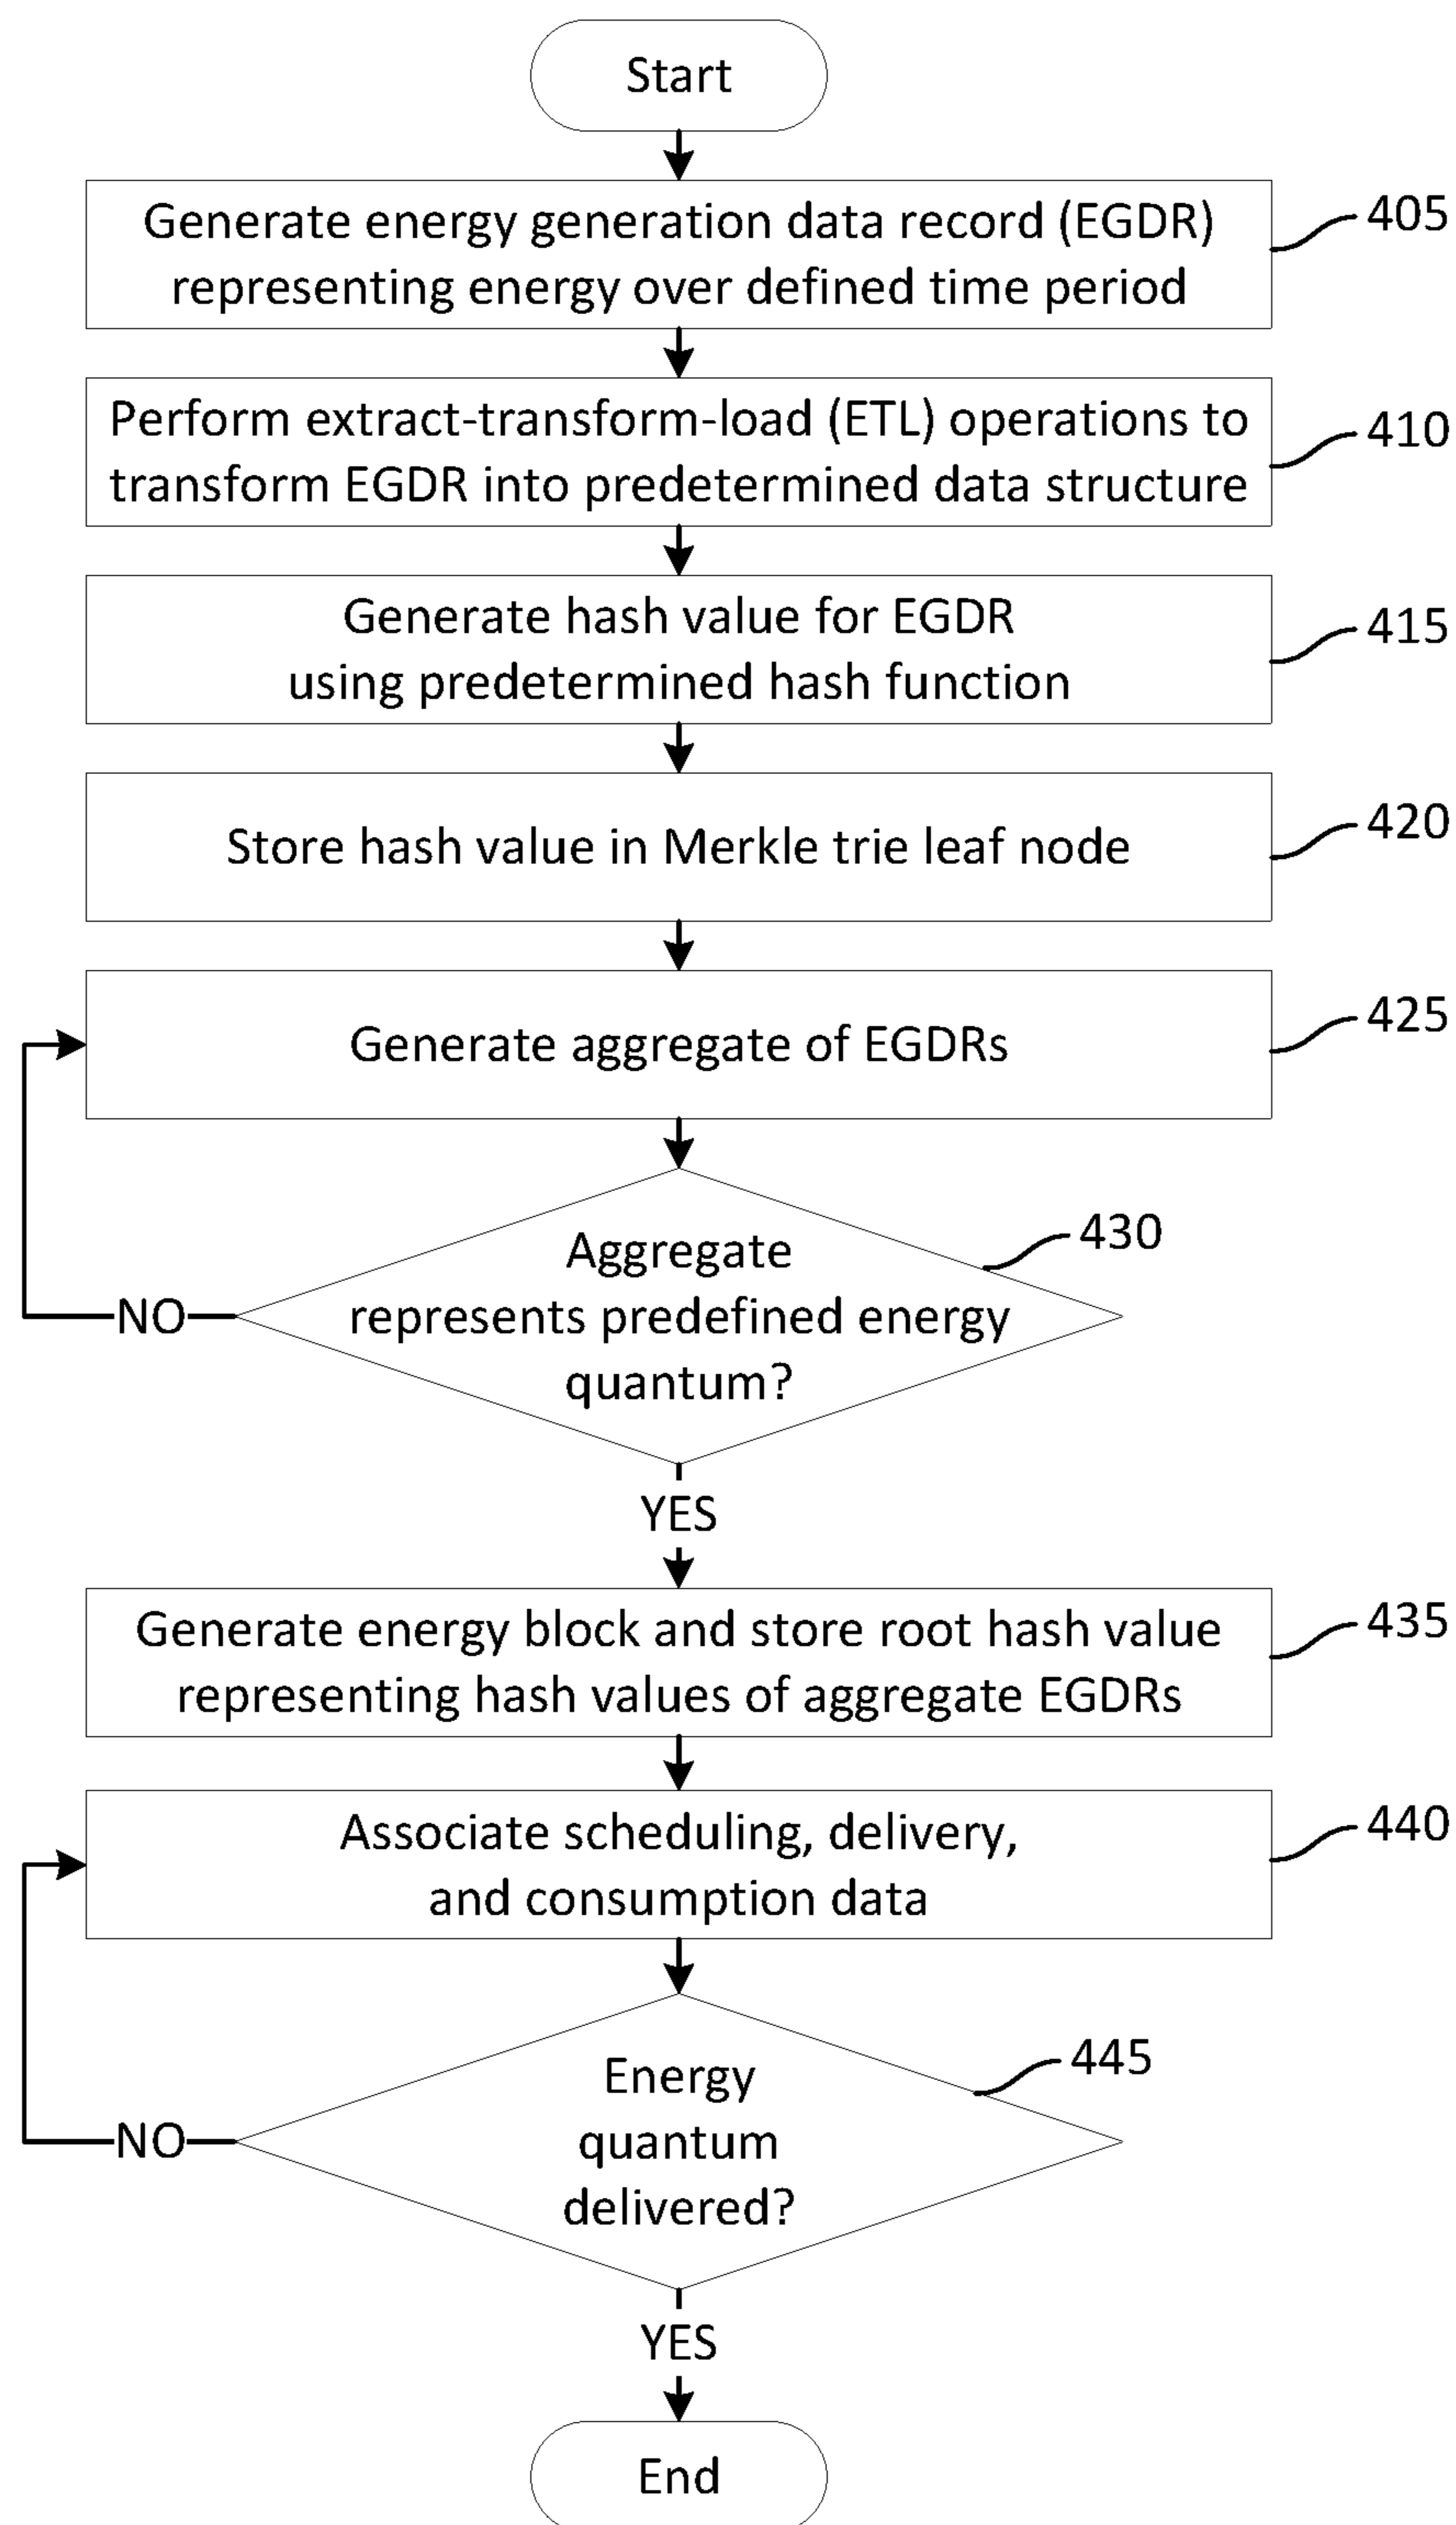 Start
Generate energy generation data record (EGDR)
representing energy over defined time period
405
Perform extract-transform-load (ETL) operations to
transform EGDR into predetermined data structure
410
Generate hash value for EGDR
using predetermined hash function
415
Store hash value in Merkle trie leaf node
420
Generate aggregate of EGDRs
425
Aggregate
represents predefined energy
quantum?
430
NO
YES
Generate energy block and store root hash value
representing hash values of aggregate EGDRs
435
Associate scheduling, delivery,
and consumption data
440
Energy
quantum
delivered?
445
NO
YES
End